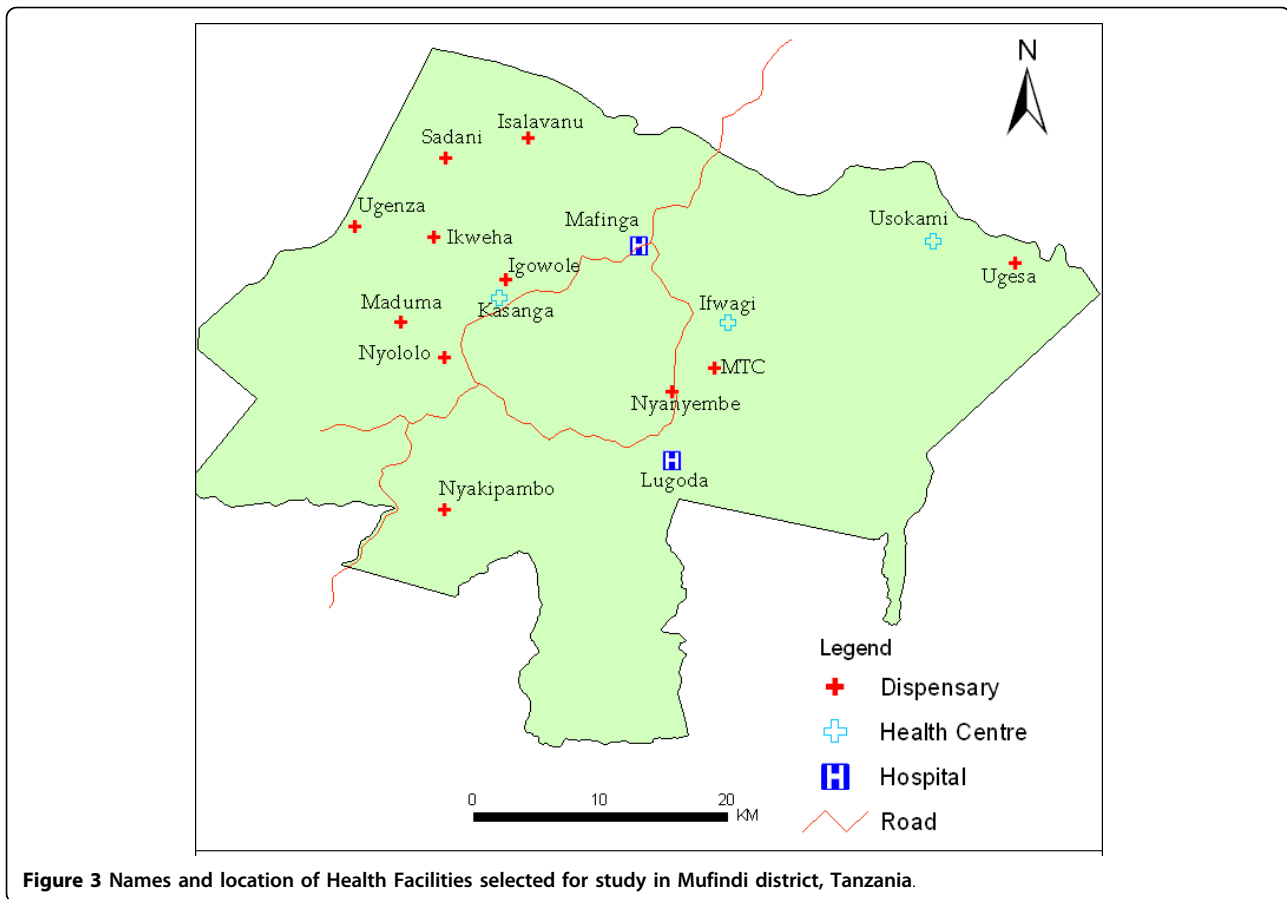 N
Isalavanu
Sadani
Ugenza
Ikweha
Mafinga
Usokami
Ugesa
Igowole
Kasanga
Maduma
Ifwagi
Nyololo
MTC
Nyanyembe
Lugoda
Nyakipambo
Legend
Dispensary
Health Centre
H Hospital
Road
0 10 20
KM
Figure 3 Names and location of Health Facilities selected for study in Mufindi district, Tanzania.